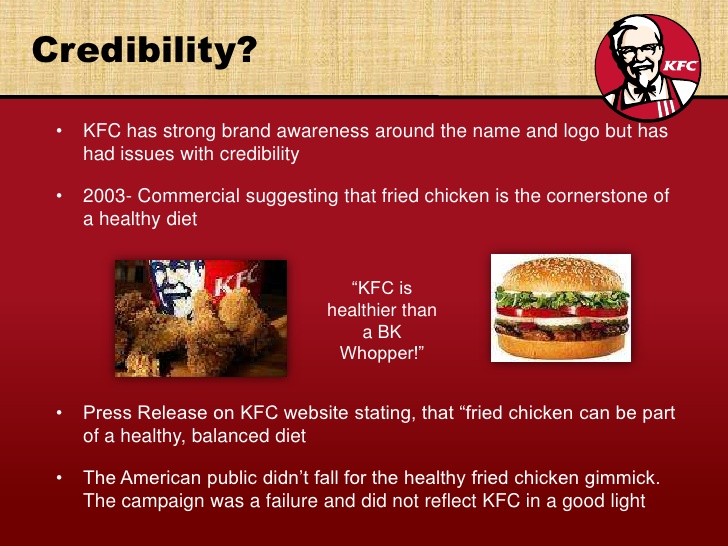 Credibility?
KFC
• KFC has strong brand awareness around the name and logo but has
had issues with credibility
• 2003- Commercial suggesting that fried chicken is the cornerstone of
a healthy diet
KFC
“KFC is
healthier than
a BK
Whopper!”
• Press Release on KFC website stating, that “fried chicken can be part
of a healthy, balanced diet
• The American public didn’t fall for the healthy fried chicken gimmick.
The campaign was a failure and did not reflect KFC in a good light